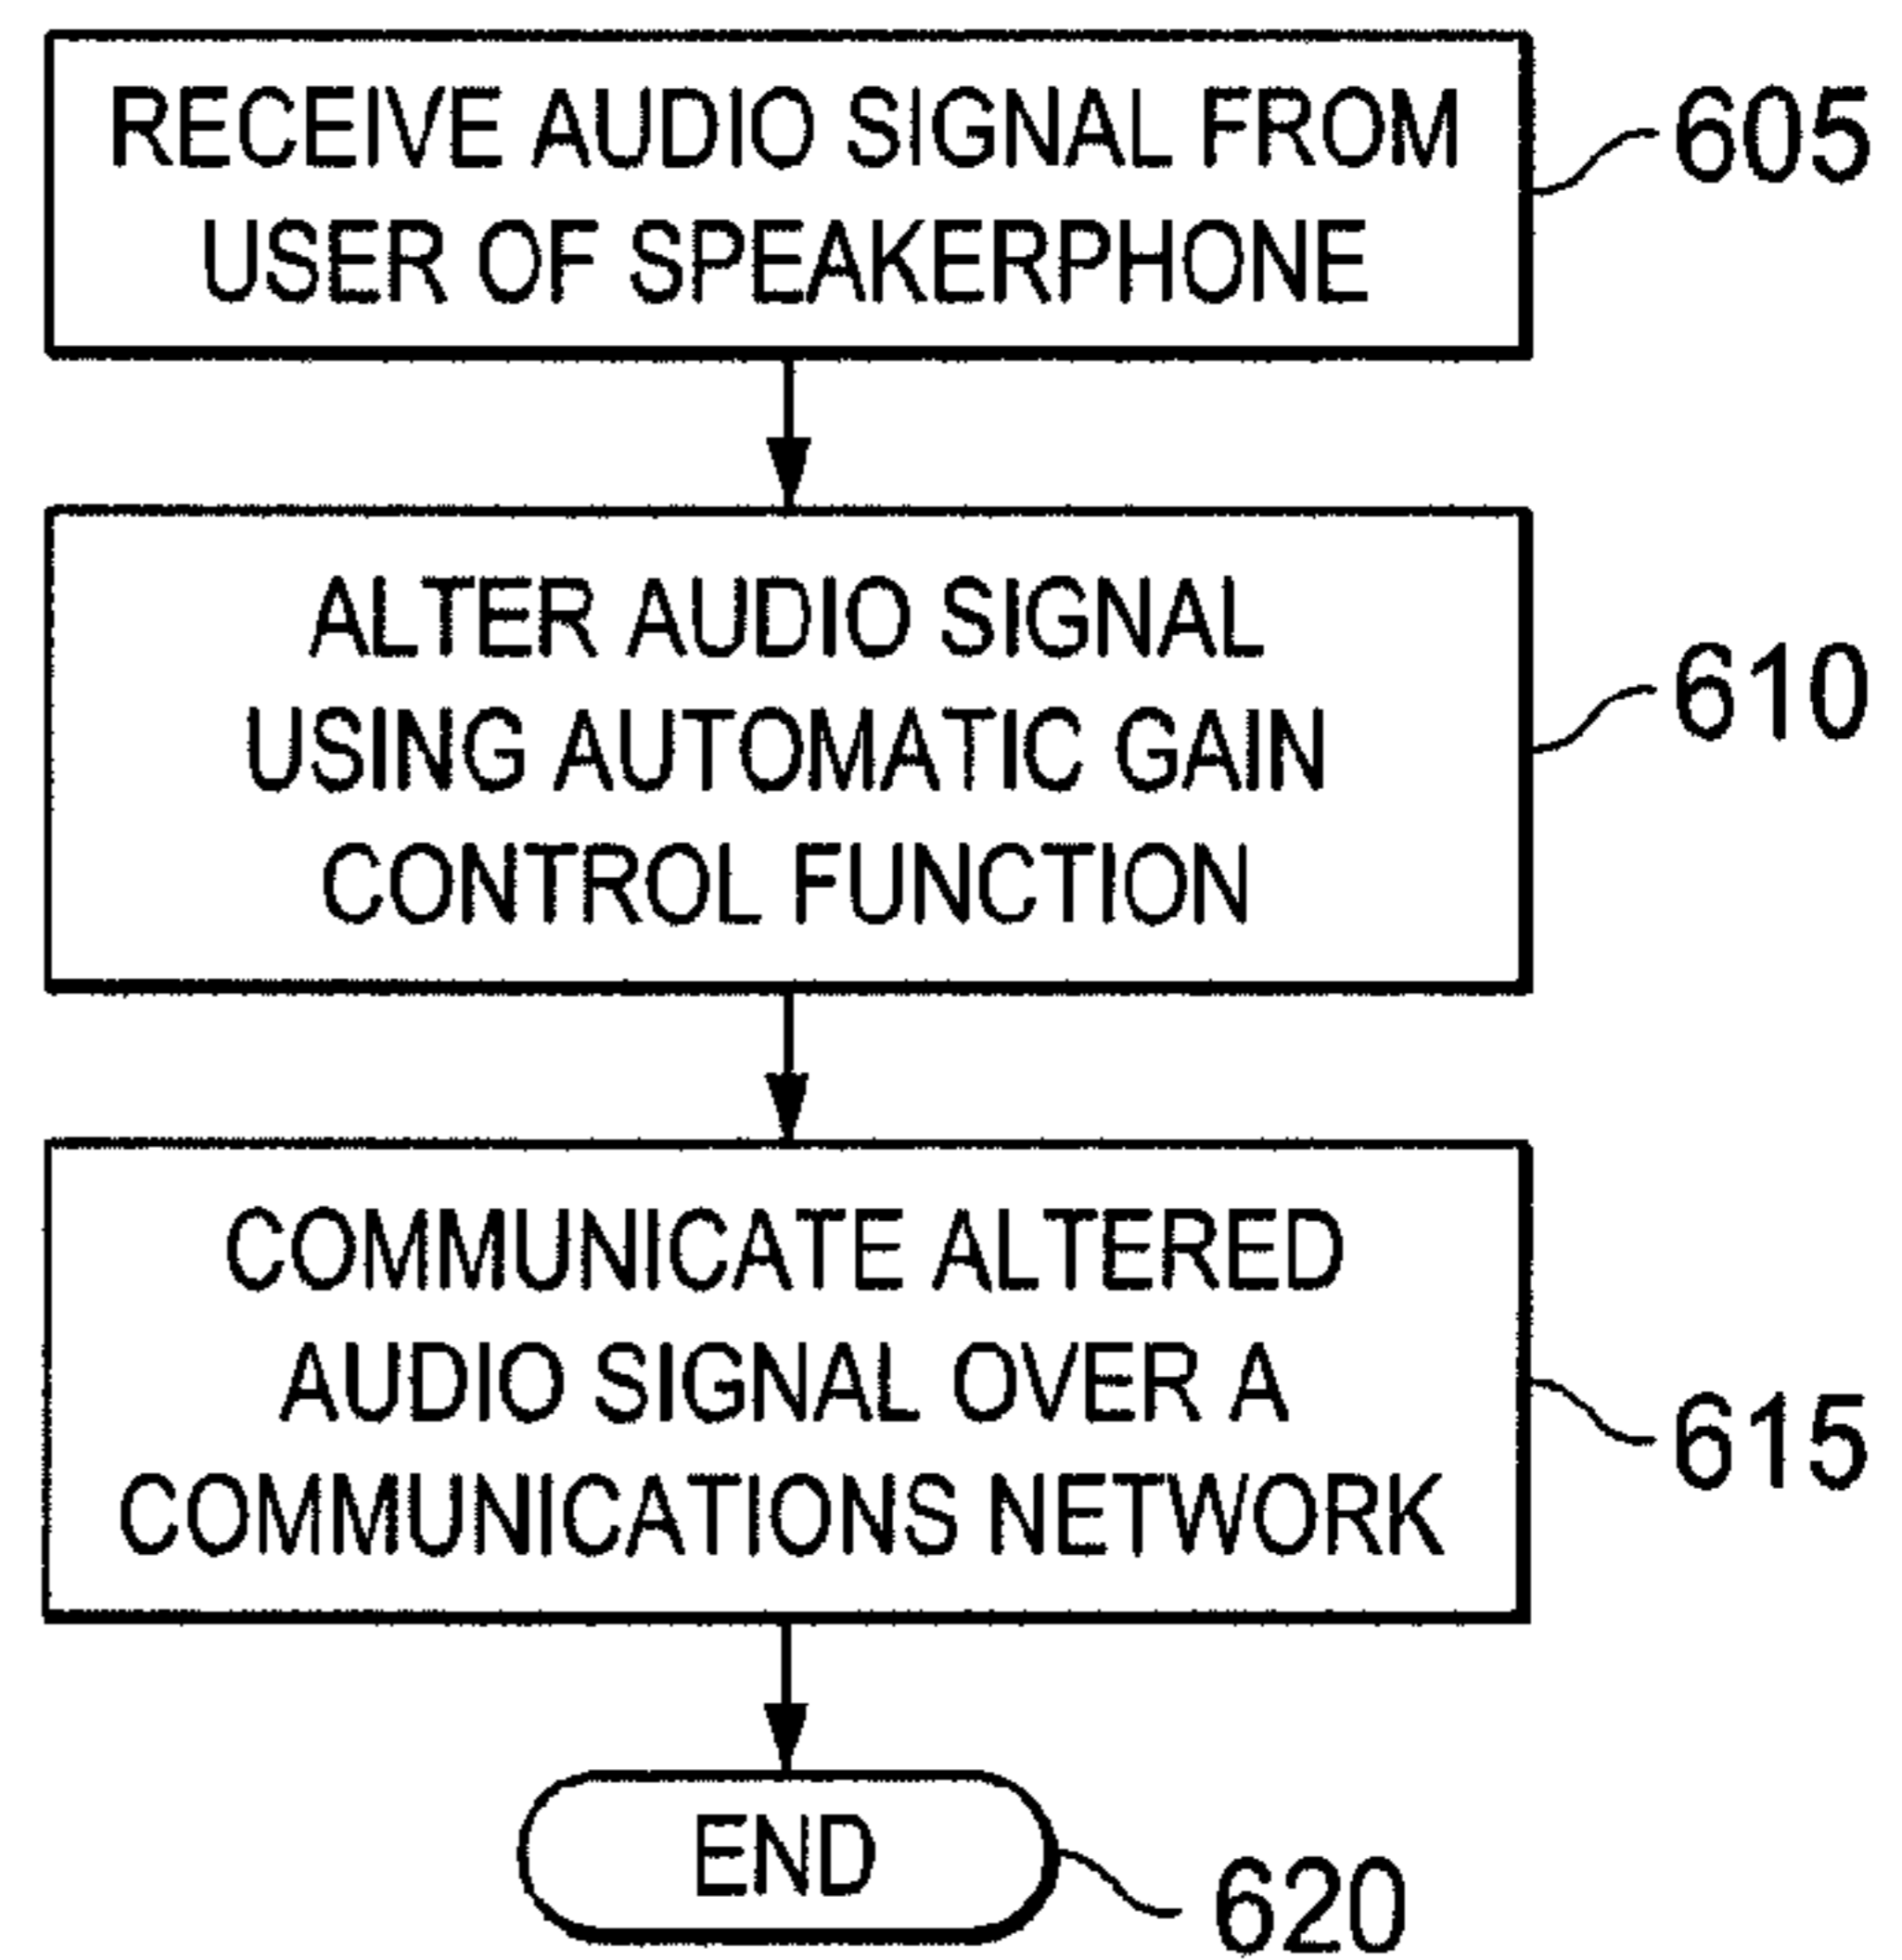 RECEIVE AUDIO SIGNAL FROM
USER OF SPEAKERPHONE
605
ALTER AUDIO SIGNAL
USING AUTOMATIC GAIN
CONTROL FUNCTION
610
COMMUNICATE ALTERED
AUDIO SIGNAL OVER A
COMMUNICATIONS NETWORK
615
END
620